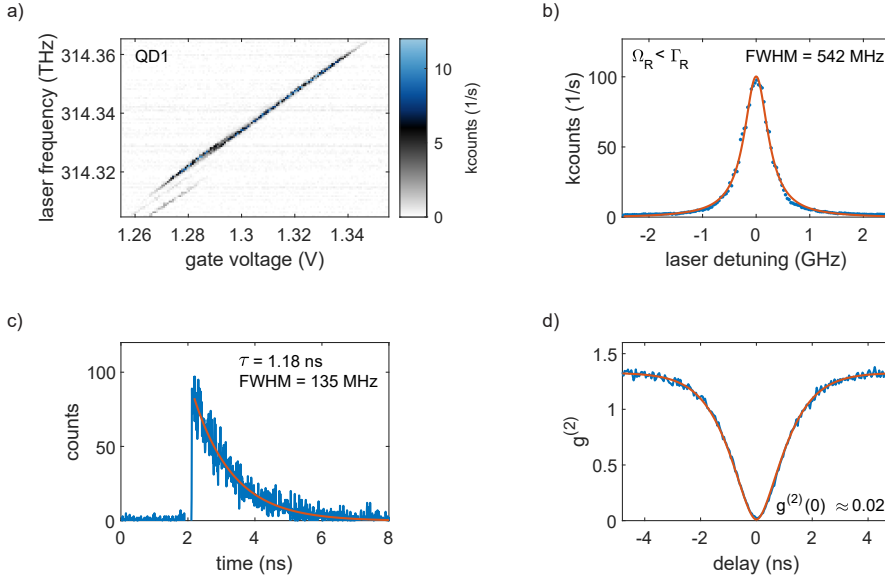 a)
QD1
314.36
314.34
314.32
laser frequency (THz)
1.26 1.28 1.3 1.32 1.34
gate voltage (V)
10
5
0
kcounts (1/s)
b)
Ω_R < Γ_R
FWHM = 542 MHz
100
50
0
kcounts (1/s)
-2 -1 0 1 2
laser detuning (GHz)
c)
τ = 1.18 ns
FWHM = 135 MHz
100
50
0
counts
0 2 4 6 8
time (ns)
d)
1.5
1
0.5
0
g^(2)
g^(2)(0) ≈0.02
-4 -2 0 2 4
delay (ns)